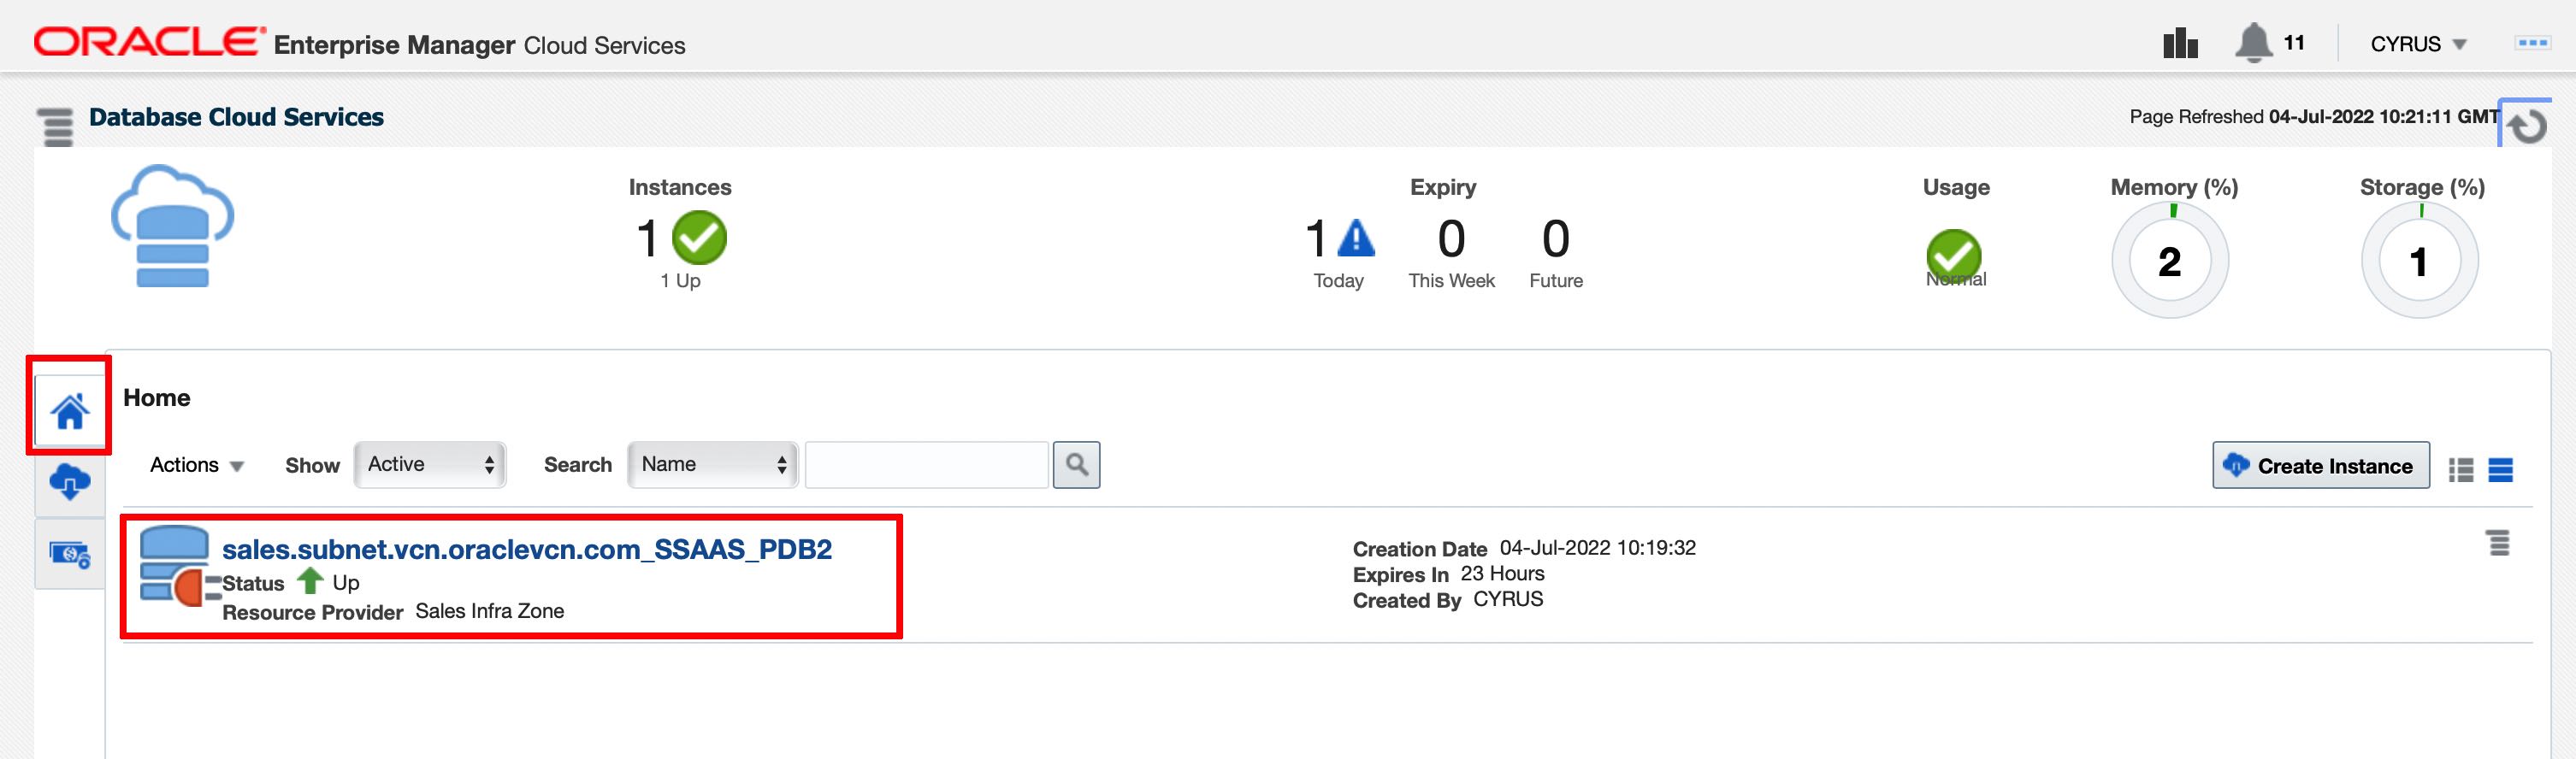 ORACLE Enterprise Manager Cloud Services
11
CYRUS
Database Cloud Services
Page Refreshed 04-Jul-2022 10:21:11 GMT
Instances
1
1 Up
Expiry
1 0 0
Today This Week Future
Usage
Normal
Memory (%)
2
Storage (%)
1
Home
Actions Show Active Search Name
Create Instance
sales.subnet.vcn.oraclevcn.com_SSAAS_PDB2
Status Up
Resource Provider Sales Infra Zone
Creation Date 04-Jul-2022 10:19:32
Expires In 23 Hours
Created By CYRUS